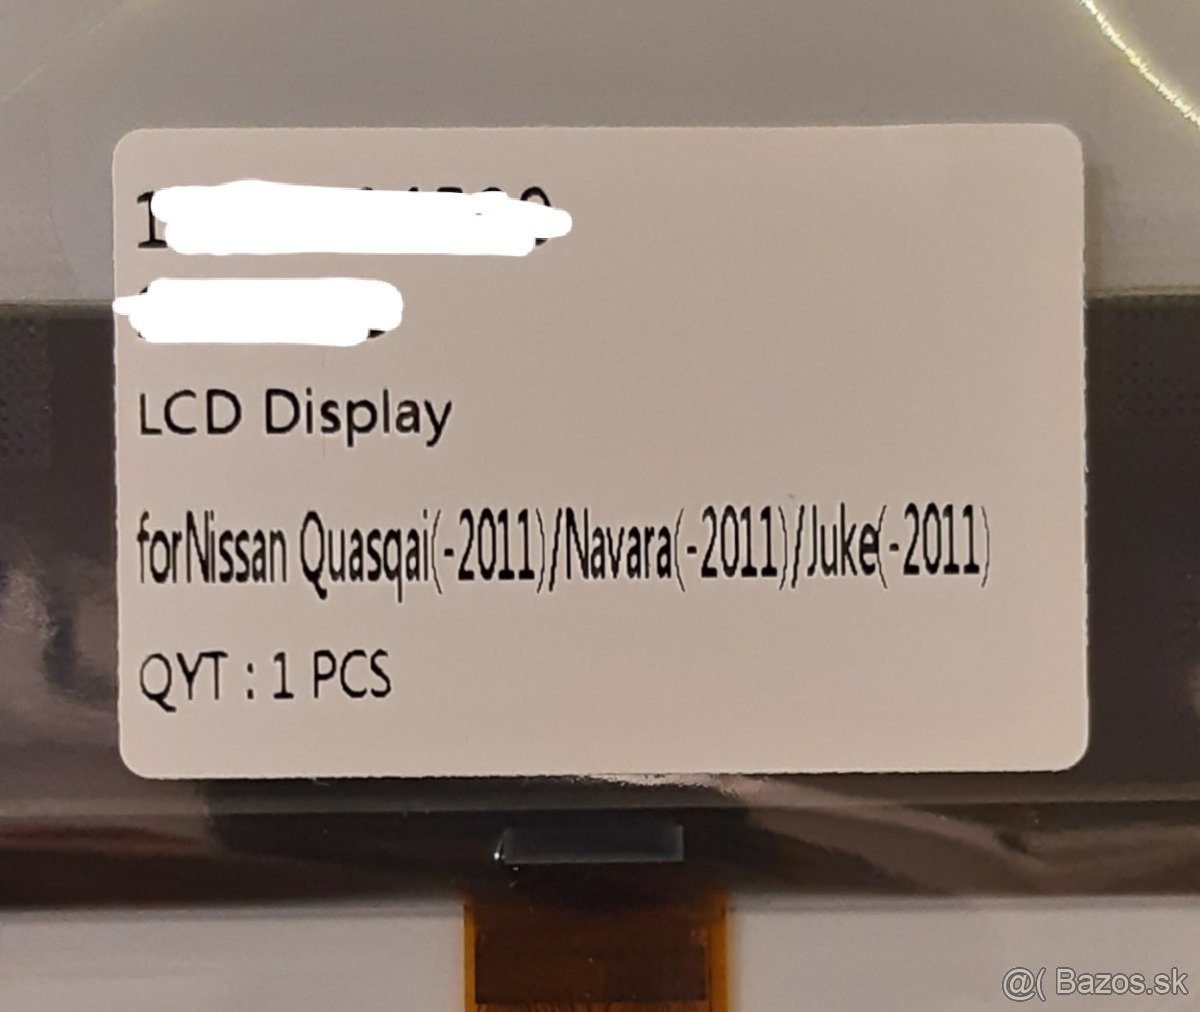 LCD Display
forNissan Quasqai(-2011)/Navara(-2011)/Juke(-2011)
QYT : 1 PCS
@( Bazos.sk